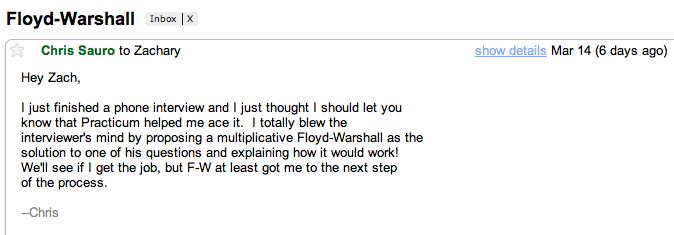 Floyd-Warshall Inbox | X
Chris Sauro to Zachary show details Mar 14 (6 days ago)
Hey Zach,
I just finished a phone interview and I just thought I should let you
know that Practicum helped me ace it. I totally blew the
interviewer's mind by proposing a multiplicative Floyd-Warshall as the
solution to one of his questions and explaining how it would work!
We'll see if I get the job, but F-W at least got me to the next step
of the process.
--Chris